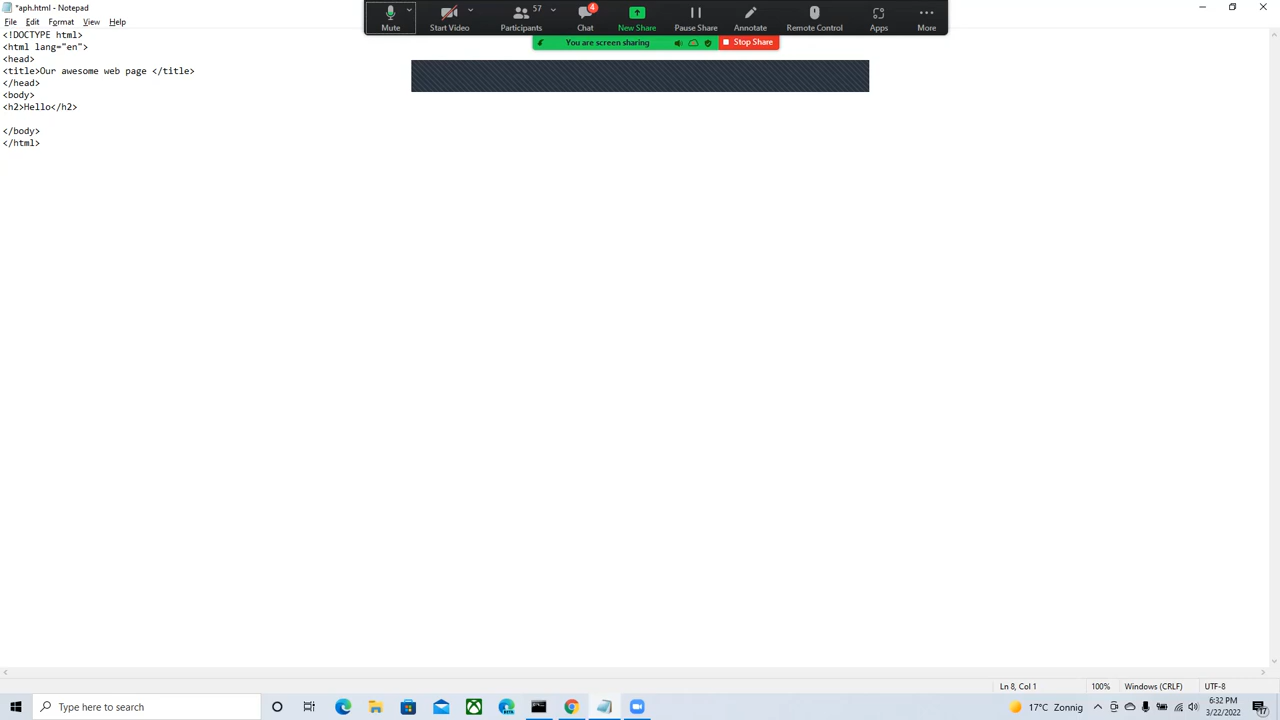 *aph.html - Notepad
File Edit Format View Help
<!DOCTYPE html>
<html lang="el">
<head>
<title>Our awesome web page </title>
</head>
<body>
<h2>Hello</h2>
</body>
</html>
Mute Start Video 57 Participants 4 Chat New Share Pause Share Annotate Remote Control Apps More
You are screen sharing Stop Share
Ln 8, Col 1 100% Windows (CRLF) UTF-8
Type here to search
17°C Zonnig
6:32 PM
3/22/2022
17